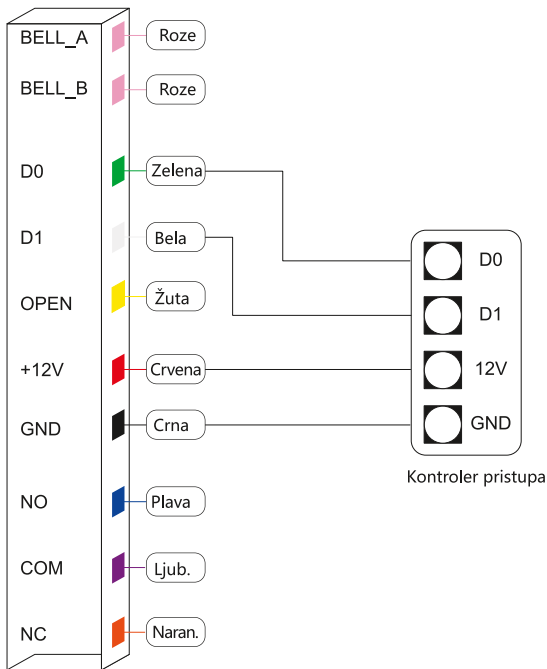 BELL_A Roze
BELL_B Roze
D0 Zelena
D1 Bela
OPEN Žuta
+12V Crvena
GND Crna
NO Plava
COM Ljub.
NC Naran.
D0
D1
12V
GND
Kontroler pristupa